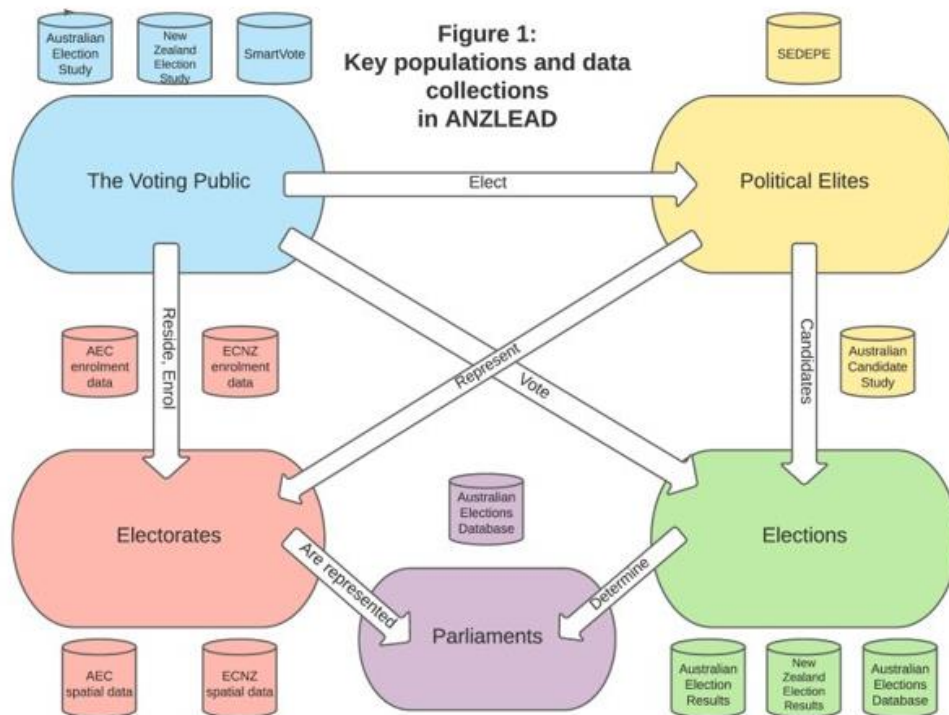 Australian
Election
Study
New
Zealand
Election
Study
SmartVote
Figure 1:
Key populations and data
collections
in ANZLEAD
SEDEPE
The Voting Public
Elect
Political Elites
Reside, Enrol
AEC
enrolment
data
ECNZ
enrolment
data
Represent
Vote
Candidates
Australian
Candidate
Study
Electorates
Australian
Elections
Database
Elections
Are represented
Determine
Parliaments
AEC
spatial data
ECNZ
spatial data
Australian
Election
Results
New
Zealand
Election
Results
Australian
Elections
Database